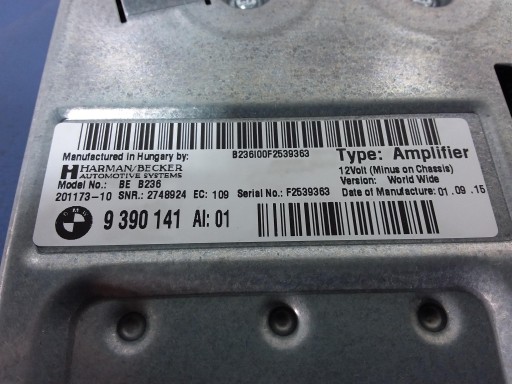 Manufactured in Hungary by:
B236I00F2539363
Type: Amplifier
HARMAN/BECKER
AUTOMOTIVE SYSTEMS
12Volt (Minus on Chassis)
Model No.: BE B236
Version: World Wide
201173-10 SNR.: 2748924 EC: 109 Serial No.: F2539363
Date of Manufacture: 01 .09 .15
BMW
9 390 141 AI: 01